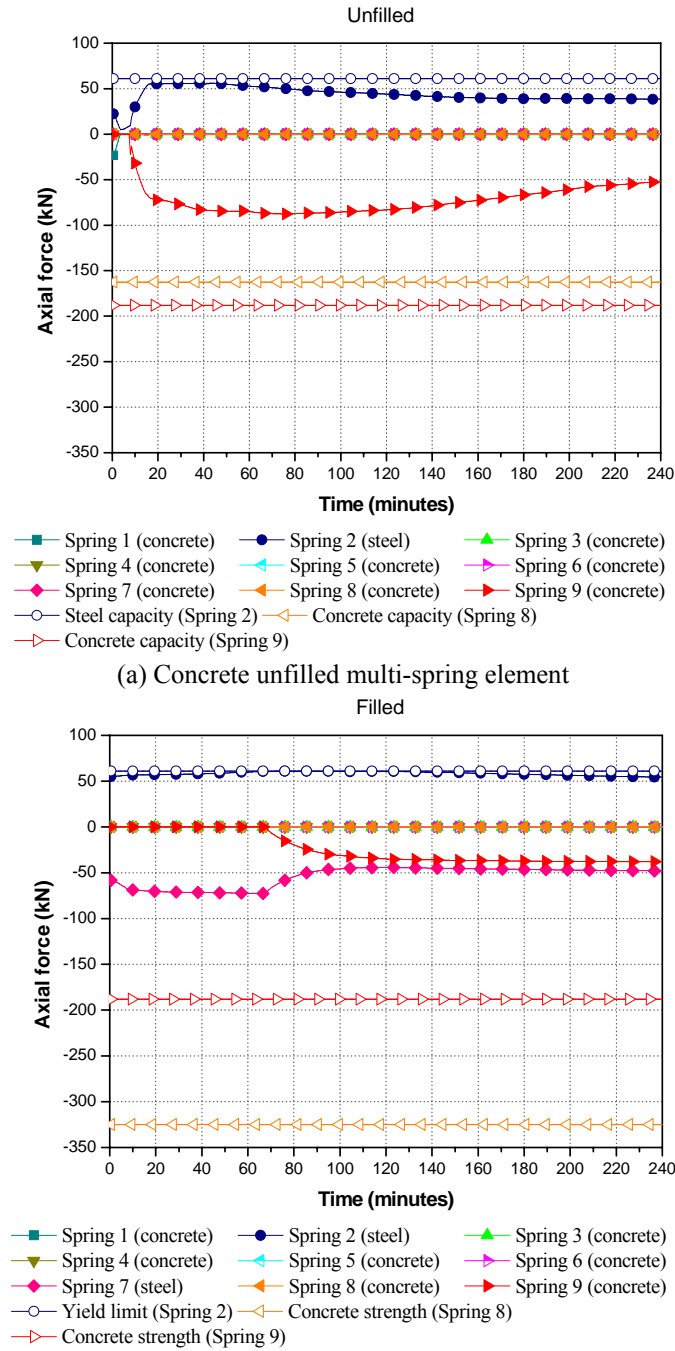 Unfilled
100
50
0
-50
-100
-150
-200
-250
-300
-350
Axial force (kN)
0 20 40 60 80 100 120 140 160 180 200 220 240
Time (minutes)
Spring 1 (concrete) Spring 2 (steel) Spring 3 (concrete)
Spring 4 (concrete) Spring 5 (concrete) Spring 6 (concrete)
Spring 7 (concrete) Spring 8 (concrete) Spring 9 (concrete)
Steel capacity (Spring 2) Concrete capacity (Spring 8)
Concrete capacity (Spring 9)
(a) Concrete unfilled multi-spring element
Filled
100
50
0
-50
-100
-150
-200
-250
-300
-350
Axial force (kN)
0 20 40 60 80 100 120 140 160 180 200 220 240
Time (minutes)
Spring 1 (concrete) Spring 2 (steel) Spring 3 (concrete)
Spring 4 (concrete) Spring 5 (concrete) Spring 6 (concrete)
Spring 7 (steel) Spring 8 (concrete) Spring 9 (concrete)
Yield limit (Spring 2) Concrete strength (Spring 8)
Concrete strength (Spring 9)